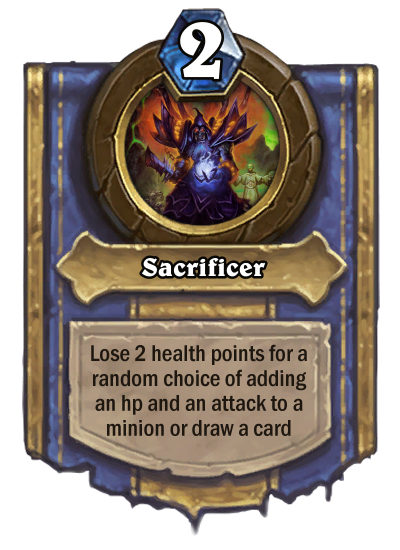 2
Sacrificer
Lose 2 health points for a
random choice of adding
an hp and an attack to a
minion or draw a card